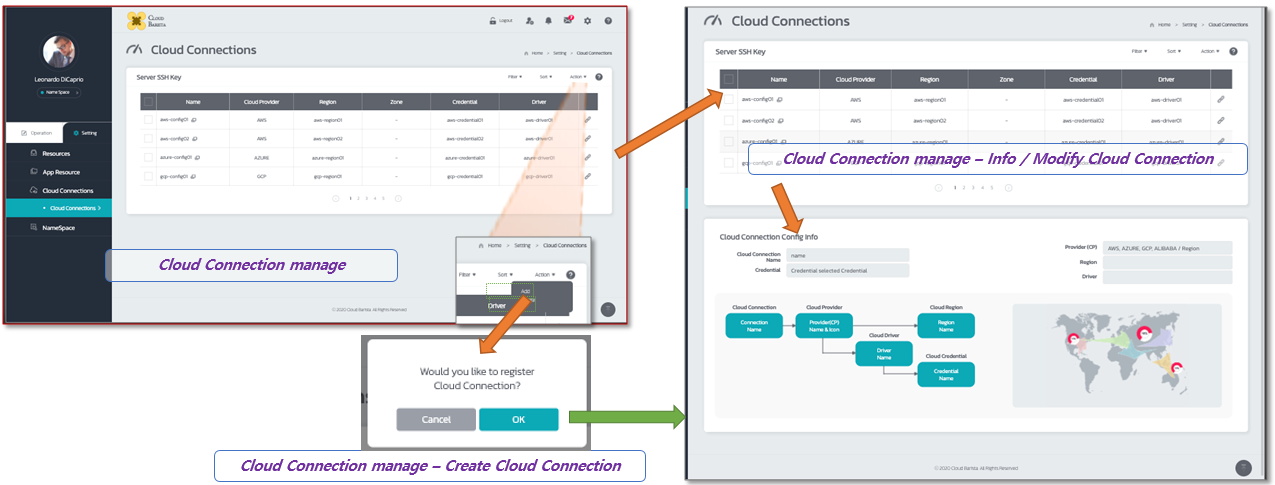 CLOUD
BARISTA
Logout
Cloud Connections
Home > Setting > Cloud Connections
Leonardo DiCaprio
Name Space >
Operation
Setting
Resources
App Resource
Cloud Connections
Cloud Connections >
NameSpace
Server SSH Key
Filter ▼ Sort ▼ Action ▼ ?
Name Cloud Provider Region Zone Credential Driver
aws-config01 AWS aws-region01 - aws-credential01 aws-driver01
aws-config02 AWS aws-region02 - aws-credential02 aws-driver02
azure-config01 AZURE azure-region01 - azure-credential01 azure-driver01
gcp-config01 GCP gcp-region01 - gcp-credential01 gcp-driver01
1 2 3 4 5
Cloud Connection manage
© 2020 Cloud Barista. All Rights Reserved
Home > Setting > Cloud Connections
Filter ▼ Sort ▼ Action ▼ ?
Add
Driver
Would you like to register
Cloud Connection?
Cancel OK
Cloud Connection manage – Create Cloud Connection
Cloud Connections
Home > Setting > Cloud Connections
Server SSH Key
Filter ▼ Sort ▼ Action ▼ ?
Name Cloud Provider Region Zone Credential Driver
aws-config01 AWS aws-region01 - aws-credential01 aws-driver01
aws-config02 AWS aws-region02 - aws-credential02 aws-driver02
azure-config01 AZURE azure-region01 - azure-credential01 azure-driver01
Cloud Connection manage – Info / Modify Cloud Connection
1 2 3 4 5
Cloud Connection Config Info
Cloud Connection
Name
name
Credential
Credential selected Credential
Provider (CP)
AWS, AZURE, GCP, ALIBABA / Region
Region
Driver
Cloud Connection
Connection
Name
Cloud Provider
Provider(CP)
Name & Icon
Cloud Region
Region
Name
Cloud Driver
Driver
Name
Cloud Credential
Credential
Name
© 2020 Cloud Barista. All Rights Reserved